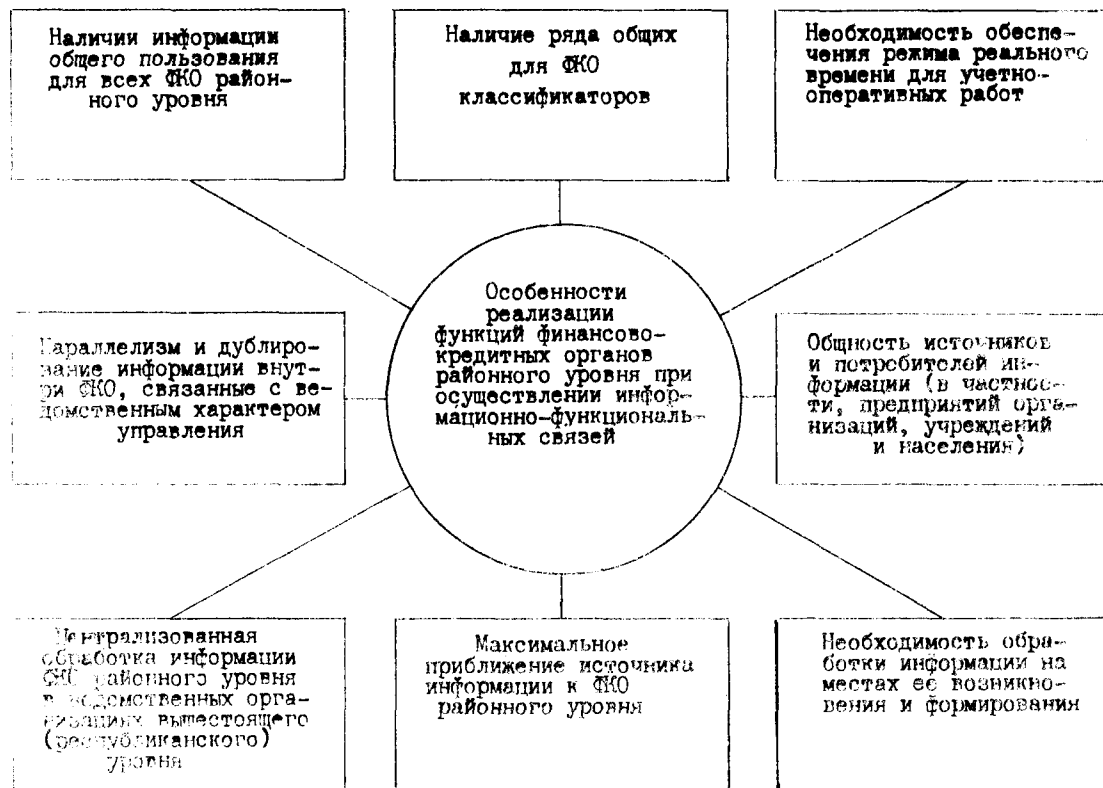 Наличии информации
общего пользования
для всех ФКО район-
ного уровня
Наличие ряда общих
для ФКО
классификаторов
Необходимость обеспе-
чения режима реального
времени для учетно-
оперативных работ
Особенности
реализации
функций финансово-
кредитных органов
районного уровня при
осуществлении инфор-
мационно-функциональ-
ных связей
Параллелизм и дублиро-
вание информации внут-
ри ФКО, связанные с ве-
домственным характером
управления
Общность источников
и потребителей ин-
формации (в частнос-
ти, предприятий орга-
низаций, учреждений
и населения)
Централизованная
обработка информации
ФКО районного уровня
в ведомственных орга-
низациях вышестоящего
(республиканского)
уровня
Максимальное
приближение источника
информации к ФКО
районного уровня
Необходимость обра-
ботки информации на
местах ее возникно-
вения и формирования